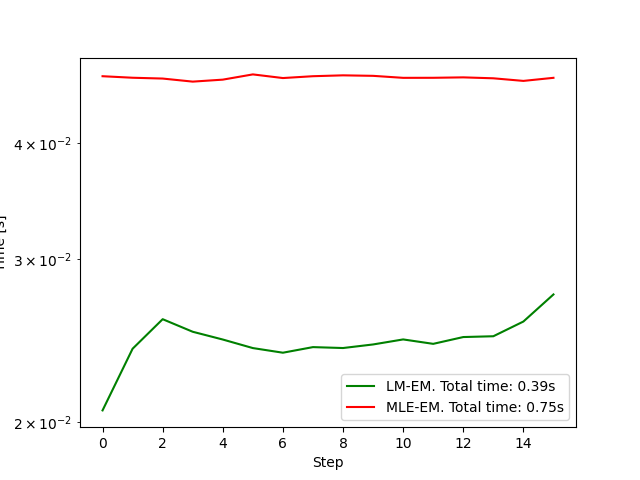 4 × 10⁻²
3 × 10⁻²
2 × 10⁻²
Time [s]
0 2 4 6 8 10 12 14
Step
LM-EM. Total time: 0.39s
MLE-EM. Total time: 0.75s